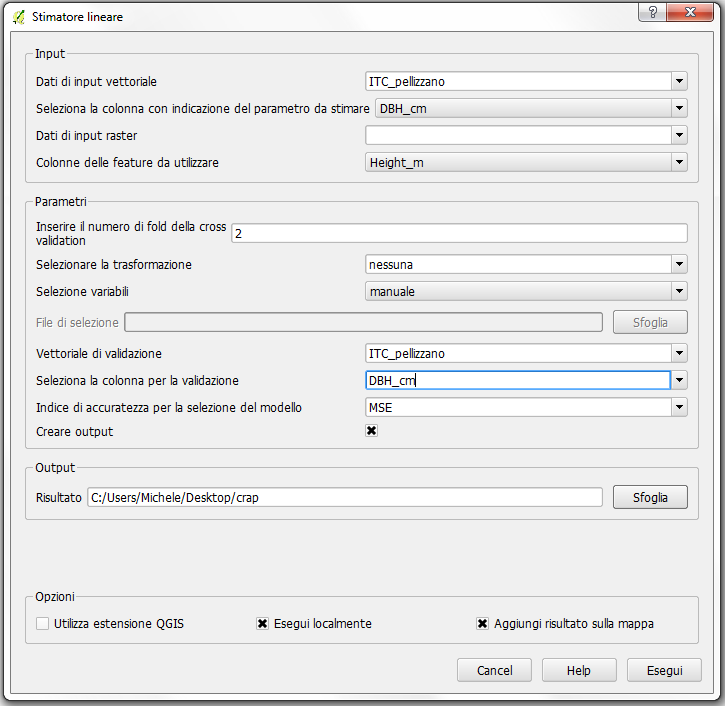 Stimatore lineare
?
Input
Dati di input vettoriale ITC_pellizzano
Seleziona la colonna con indicazione del parametro da stimare DBH_cm
Dati di input raster
Colonne delle feature da utilizzare Height_m
Parametri
Inserire il numero di fold della cross
validation 2
Selezionare la trasformazione nessuna
Selezione variabili manuale
File di selezione Sfoglia
Vettoriale di validazione ITC_pellizzano
Seleziona la colonna per la validazione DBH_cm
Indice di accuratezza per la selezione del modello MSE
Creare output
Output
Risultato C:/Users/Michele/Desktop/crap Sfoglia
Opzioni
Utilizza estensione QGIS Esegui localmente Aggiungi risultato sulla mappa
Cancel Help Esegui